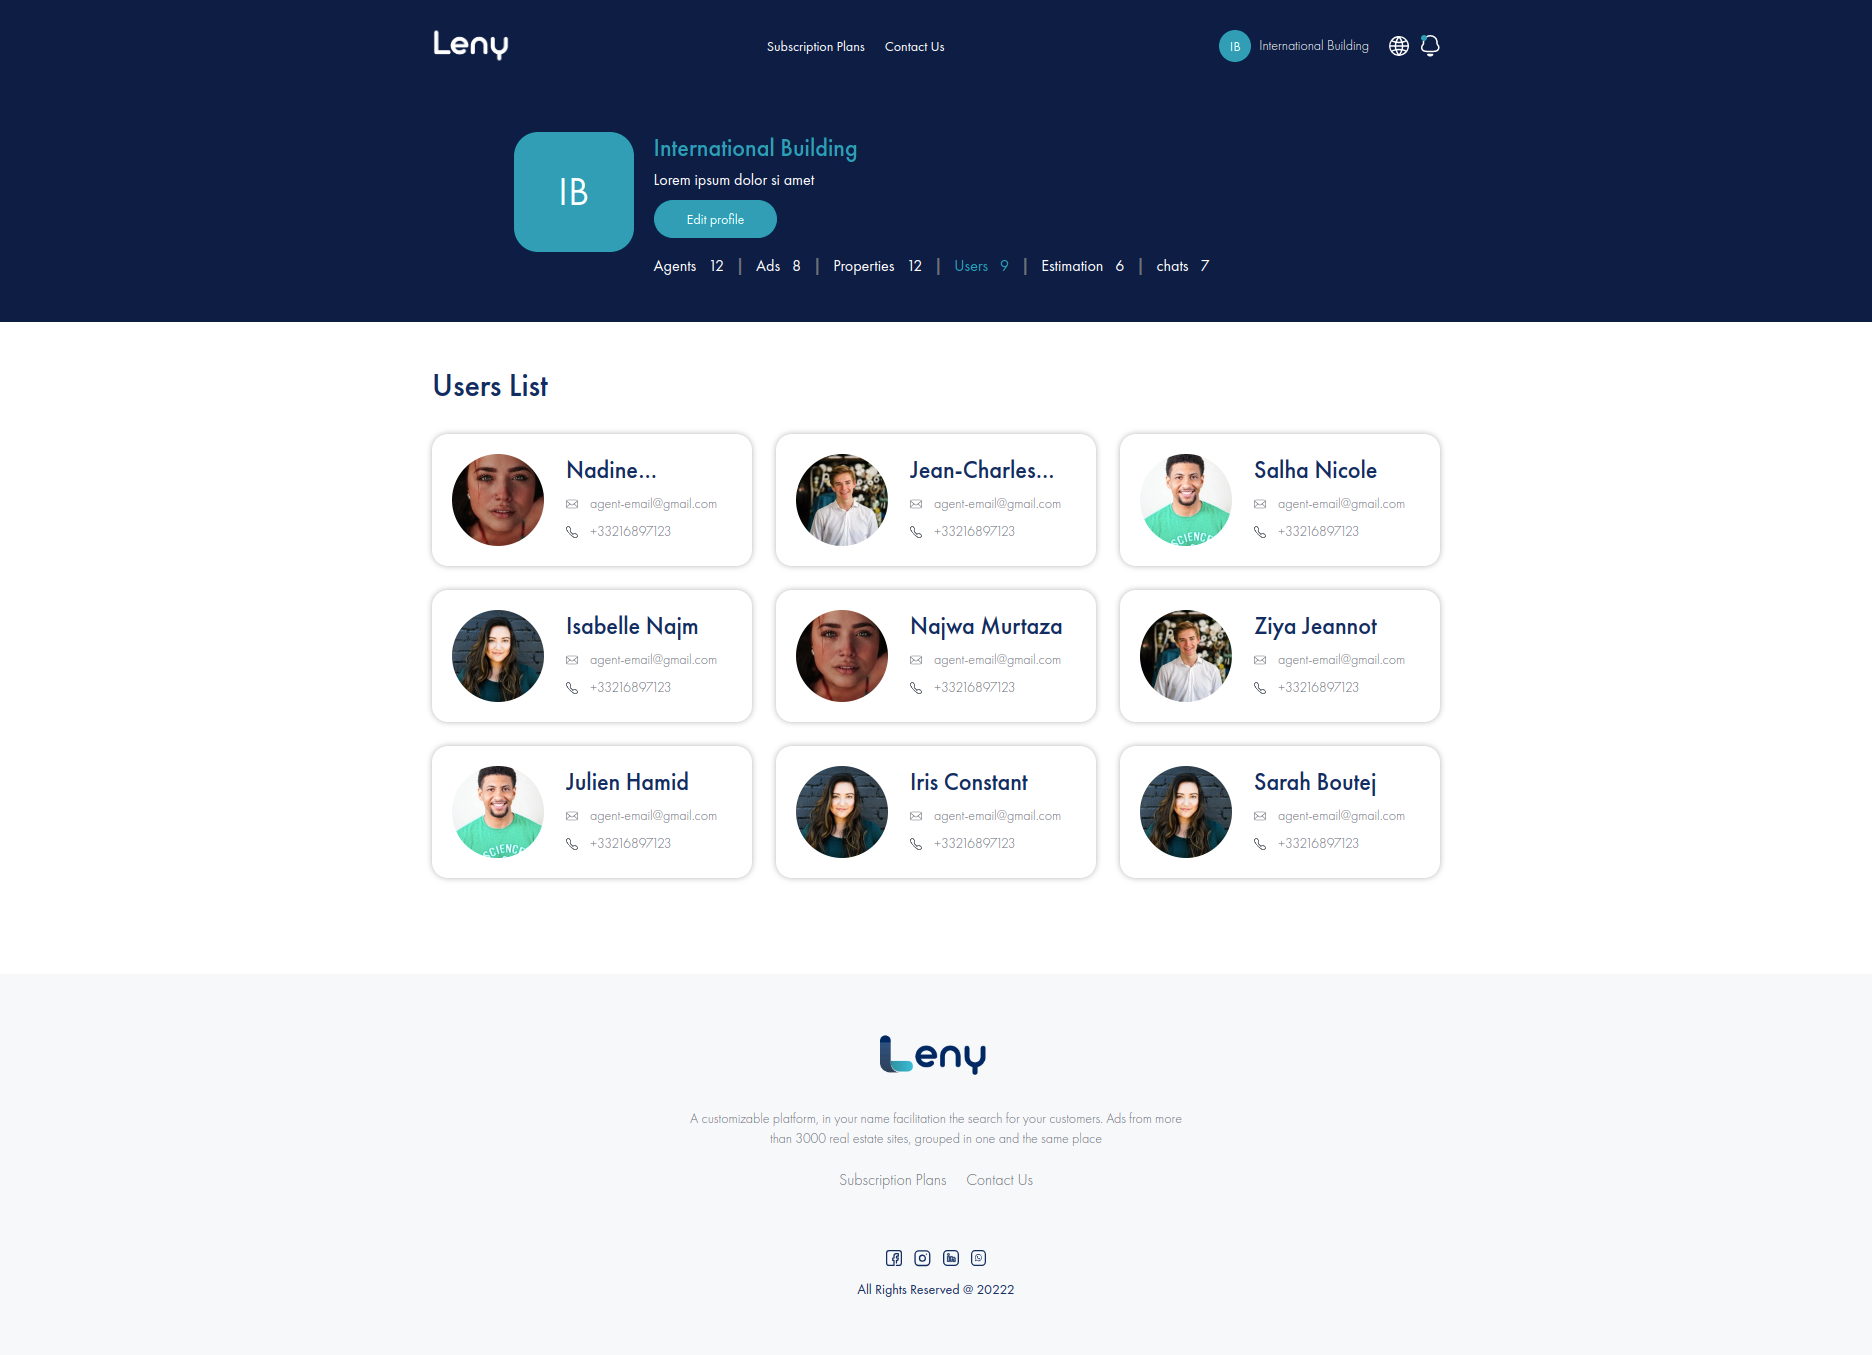 Leny
Subscription Plans Contact Us
IB International Building
IB
International Building
Lorem ipsum dolor si amet
Edit profile
Agents 12 | Ads 8 | Properties 12 | Users 9 | Estimation 6 | chats 7
Users List
Nadine...
agent-email@gmail.com
+33216897123
Jean-Charles...
agent-email@gmail.com
+33216897123
Salha Nicole
agent-email@gmail.com
+33216897123
SCIENC
Isabelle Najm
agent-email@gmail.com
+33216897123
Najwa Murtaza
agent-email@gmail.com
+33216897123
Ziya Jeannot
agent-email@gmail.com
+33216897123
Julien Hamid
agent-email@gmail.com
+33216897123
SCIENC
Iris Constant
agent-email@gmail.com
+33216897123
Sarah Boutej
agent-email@gmail.com
+33216897123
Leny
A customizable platform, in your name facilitation the search for your customers. Ads from more
than 3000 real estate sites, grouped in one and the same place
Subscription Plans Contact Us
All Rights Reserved @ 20222